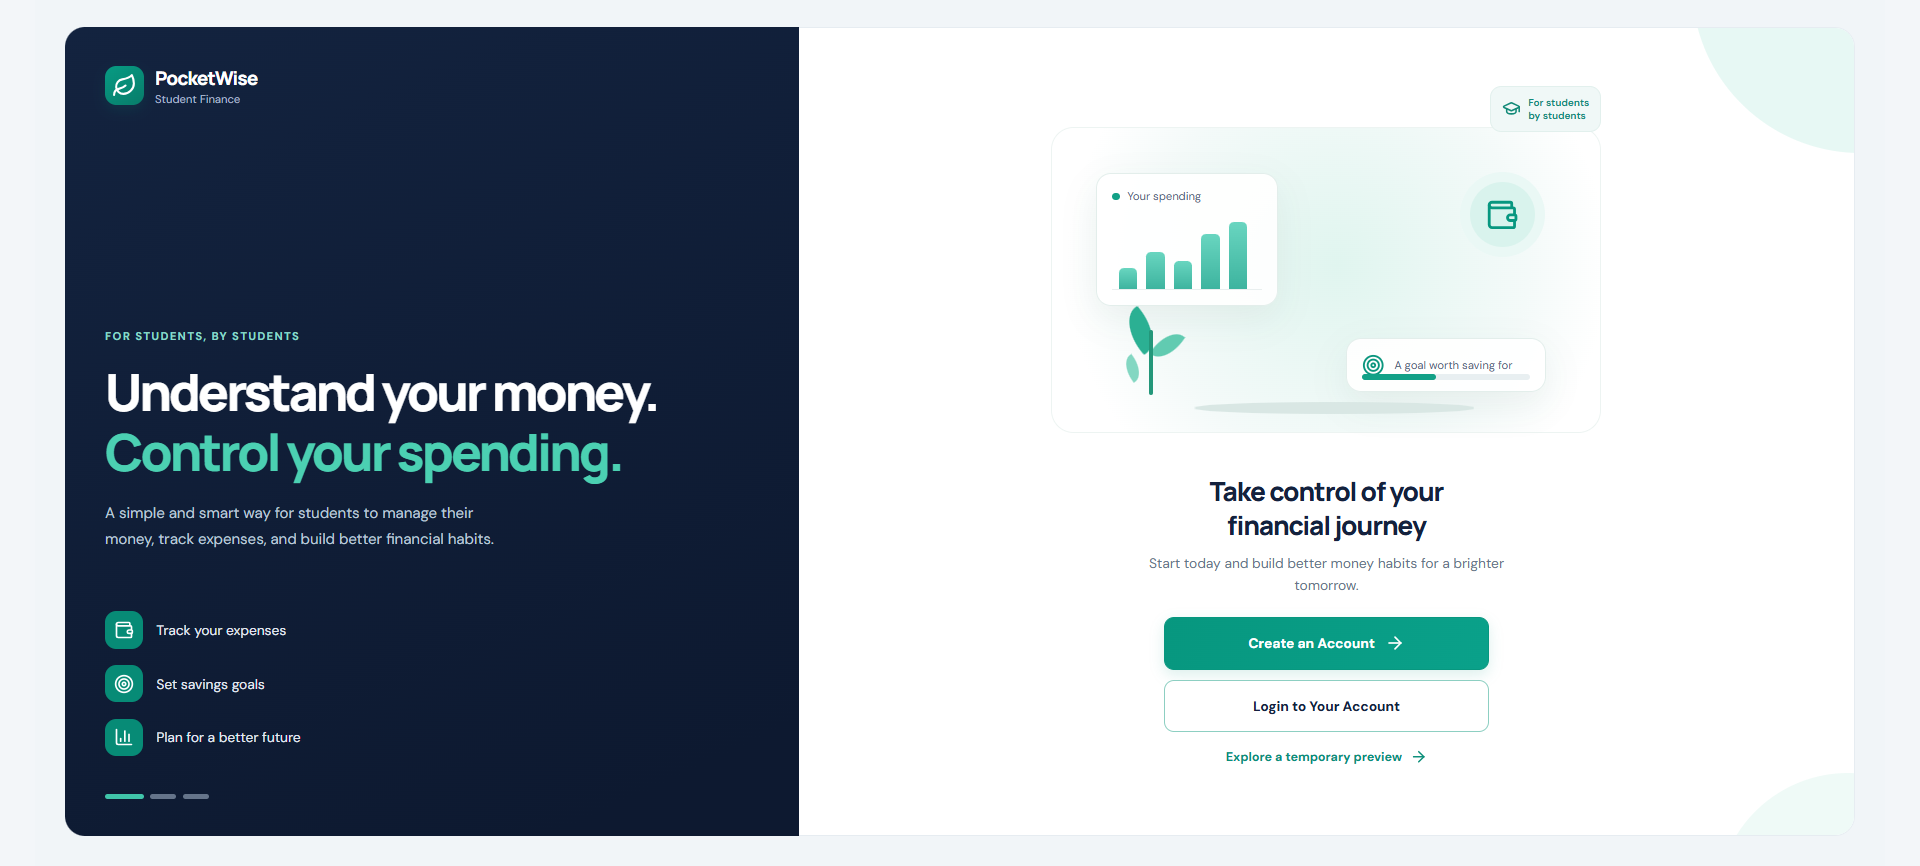 PocketWise
Student Finance
FOR STUDENTS, BY STUDENTS
Understand your money.
Control your spending.
A simple and smart way for students to manage their
money, track expenses, and build better financial habits.
Track your expenses
Set savings goals
Plan for a better future
For students
by students
Your spending
A goal worth saving for
Take control of your
financial journey
Start today and build better money habits for a brighter
tomorrow.
Create an Account
Login to Your Account
Explore a temporary preview